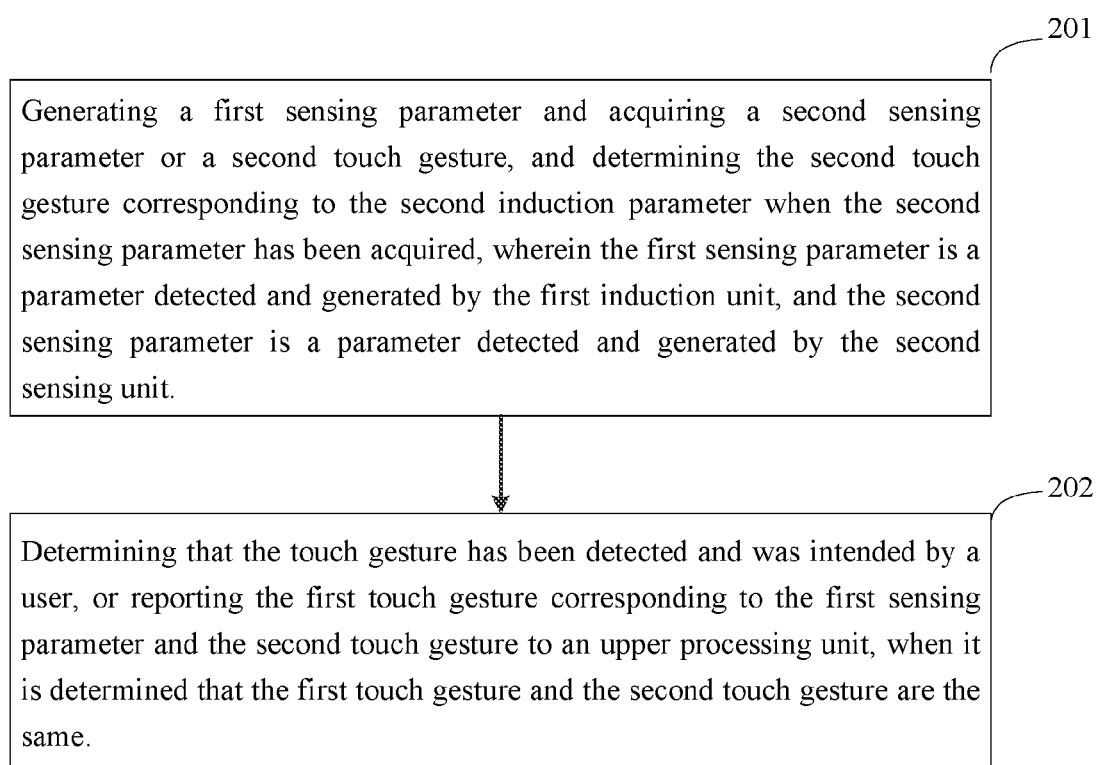 201
Generating a first sensing parameter and acquiring a second sensing
parameter or a second touch gesture, and determining the second touch
gesture corresponding to the second induction parameter when the second
sensing parameter has been acquired, wherein the first sensing parameter is a
parameter detected and generated by the first induction unit, and the second
sensing parameter is a parameter detected and generated by the second
sensing unit.
202
Determining that the touch gesture has been detected and was intended by a
user, or reporting the first touch gesture corresponding to the first sensing
parameter and the second touch gesture to an upper processing unit, when it
is determined that the first touch gesture and the second touch gesture are the
same.